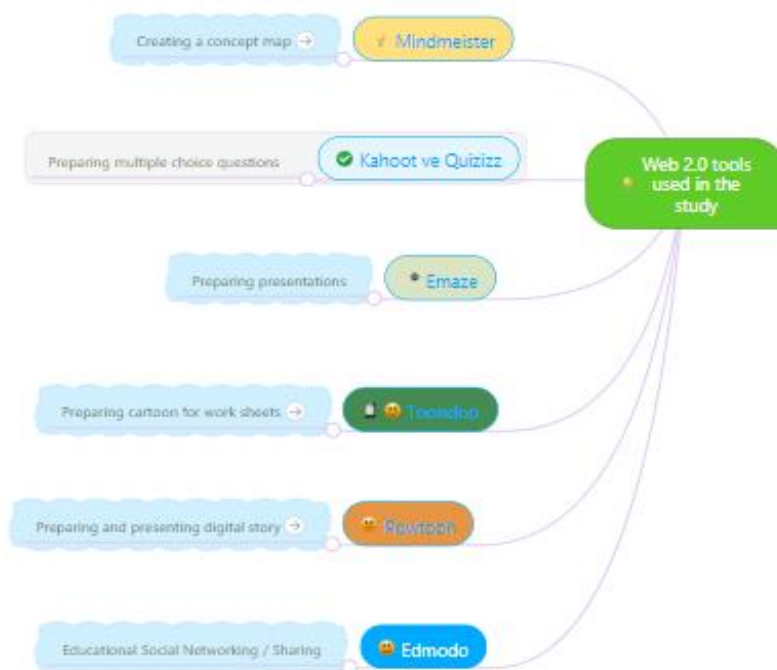 Creating a concept map
Mindmeister
Preparing multiple choice questions
Kahoot ve Quizizz
Web 2.0 tools
used in the
study
Preparing presentations
Emaze
Preparing cartoon for work sheets
Toondoo
Preparing and presenting digital story
Powtoon
Educational Social Networking / Sharing
Edmodo